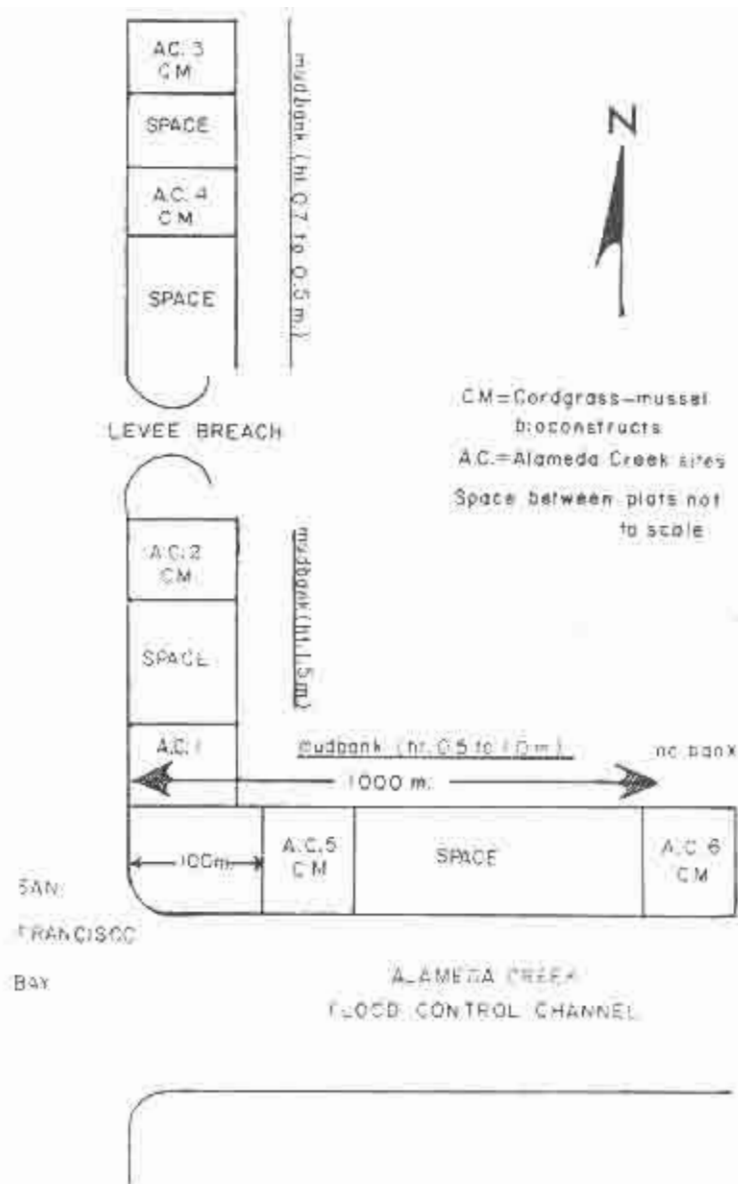 A.C. 3
CM
SPACE
A.C. 4
CM
SPACE
mudbank (ht. 0.7 to 0.5 m.)
N
CM=Cordgrass-mussel
bioconstructs
A.C.=Alameda Creek sites
Space between plots not
to scale
LEVEE BREACH
A.C. 2
CM
SPACE
A.C. 1
mudbank (ht. 1.5 m)
mudbank (ht. 0.5 to 1.0 m)
no bank
1000 m.
100m.
A.C. 5
CM
SPACE
A.C. 6
CM
SAN
FRANCISCO
BAY
ALAMEDA CREEK
FLOOD CONTROL CHANNEL